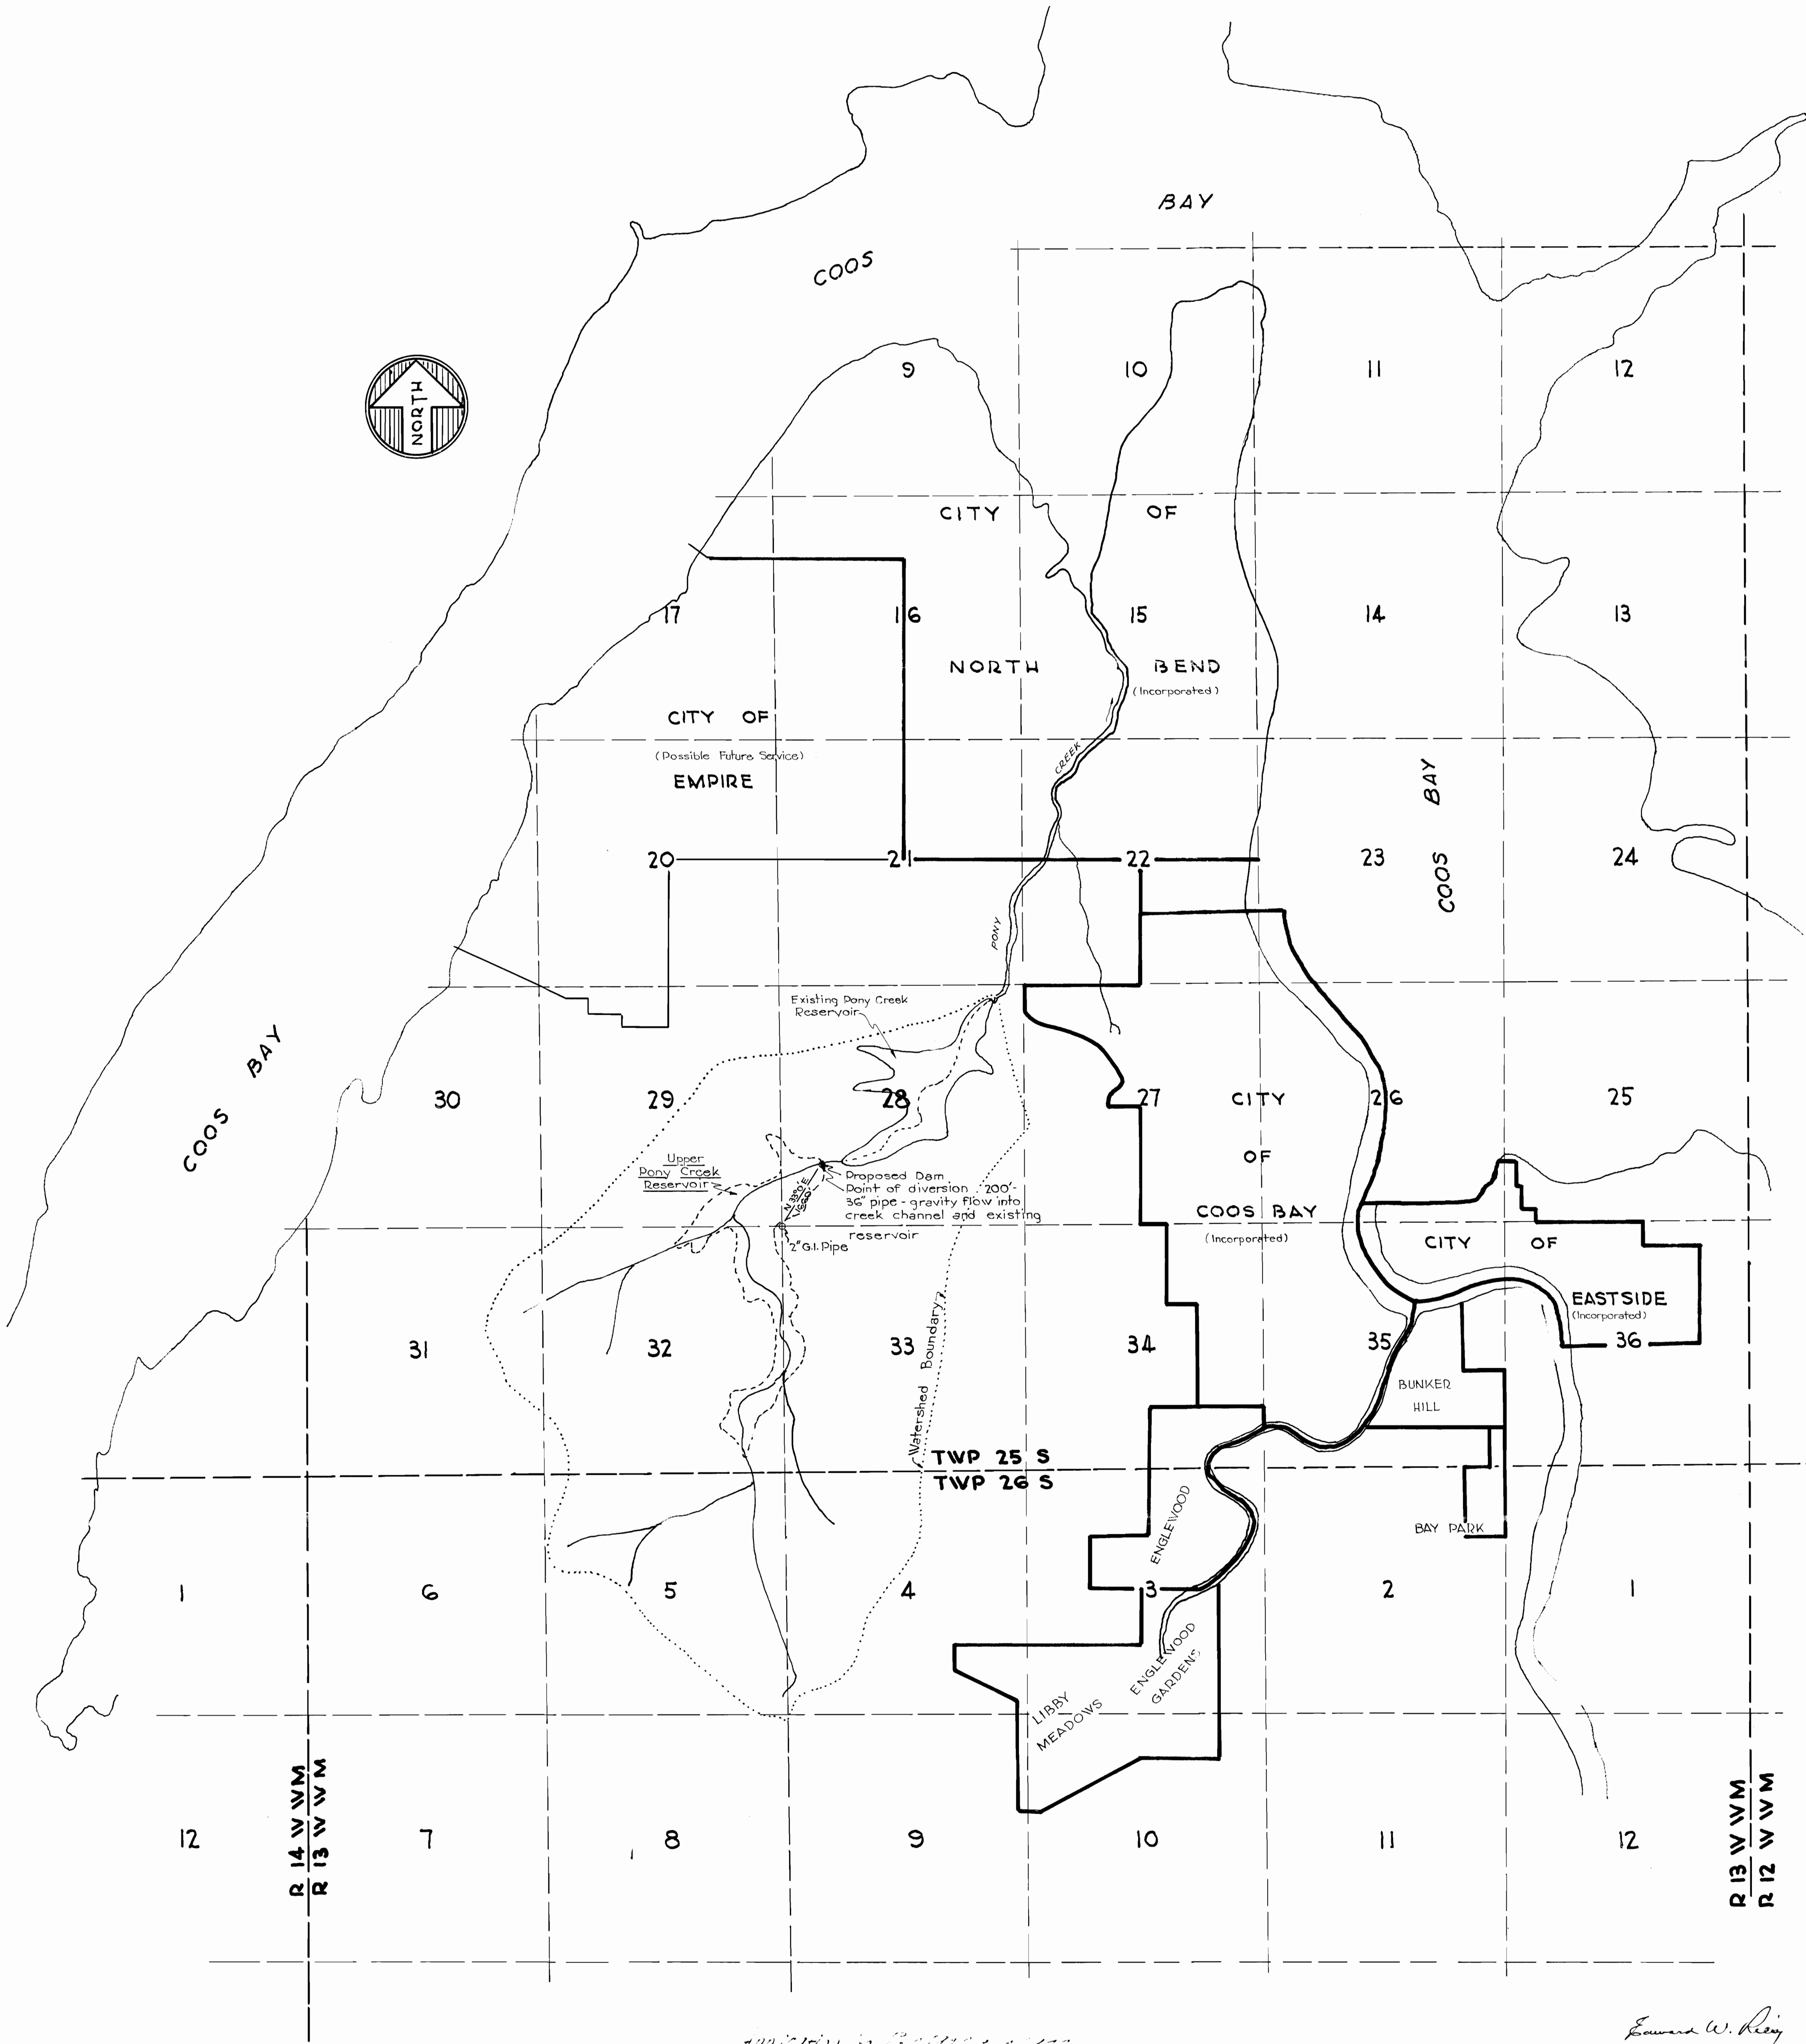 BAY
COOS
NORTH
9
10
11
12
CITY OF
17
16
15
14
13
NORTH BEND
(Incorporated)
CITY OF
(Possible Future Service)
EMPIRE
CREEK
COOS BAY
20
21
22
23
24
PONY
Existing Pony Creek
Reservoir
COOS BAY
30
29
28
27
26
25
CITY
OF
COOS BAY
(Incorporated)
Upper
Pony Creek
Reservoir
Proposed Dam
Point of diversion 200'-
36" pipe - gravity flow into
creek channel and existing
reservoir
2" G.I. Pipe
CITY OF
EASTSIDE
(Incorporated)
31
32
33
34
35
36
Watershed Boundary
BUNKER
HILL
TWP 25 S
TWP 26 S
ENGLEWOOD
BAY PARK
1
6
5
4
3
2
1
ENGLEWOOD
GARDENS
LIBBY
MEADOWS
R 14 W WM
R 13 W WM
R 13 W WM
R 12 W WM
12
7
8
9
10
11
12
Edward W.